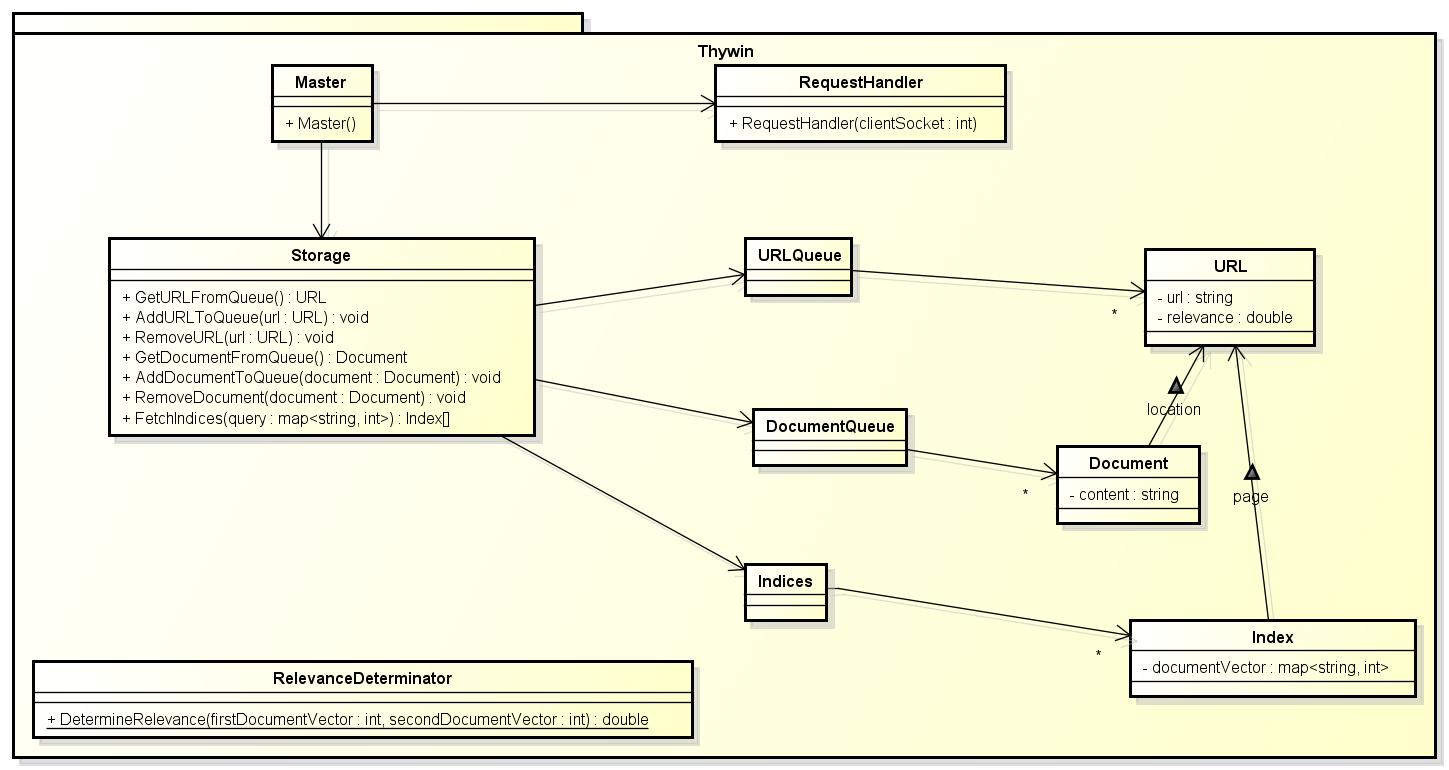 Thywin
Master
+ Master()
RequestHandler
+ RequestHandler(clientSocket : int)
Storage
+ GetURLFromQueue() : URL
+ AddURLToQueue(url : URL) : void
+ RemoveURL(url : URL) : void
+ GetDocumentFromQueue() : Document
+ AddDocumentToQueue(document : Document) : void
+ RemoveDocument(document : Document) : void
+ FetchIndices(query : map<string, int>) : Index[]
URLQueue
*
URL
- url : string
- relevance : double
location
DocumentQueue
*
Document
- content : string
page
Indices
*
Index
- documentVector : map<string, int>
RelevanceDeterminator
+ DetermineRelevance(firstDocumentVector : int, secondDocumentVector : int) : double